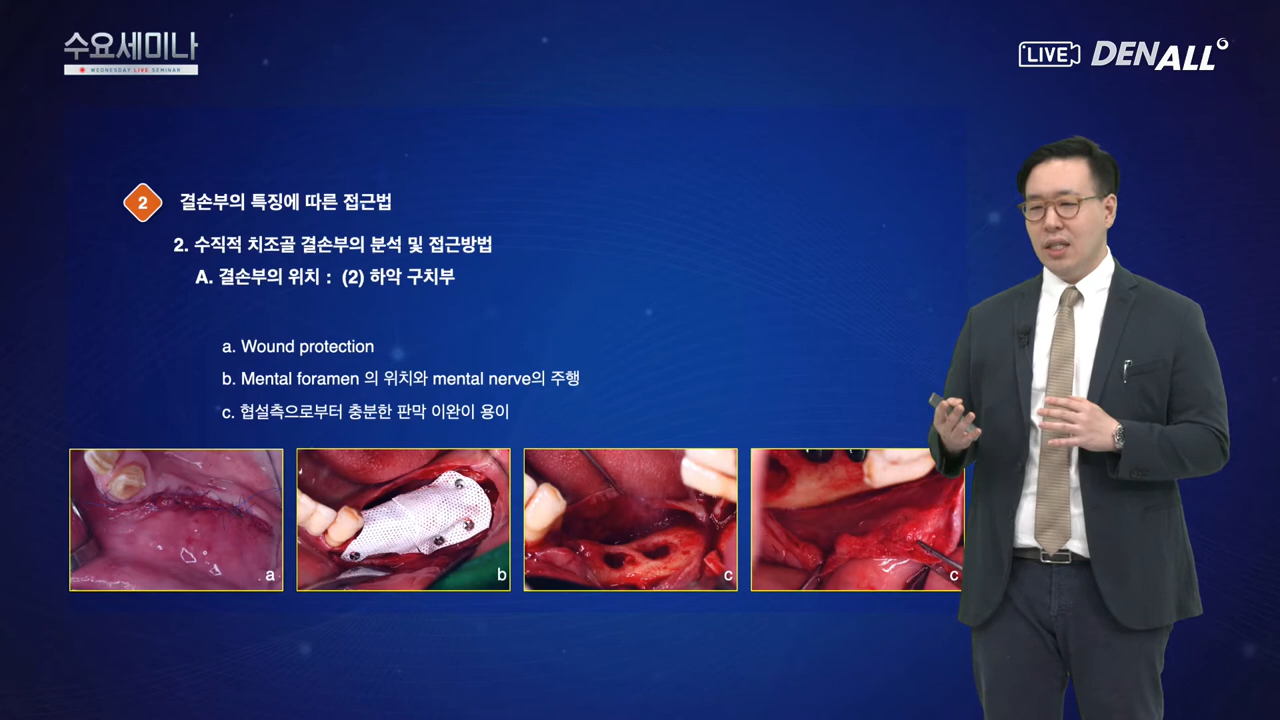 수요세미나
WEDNESDAY LIVE SEMINAR
LIVE DENALL
2 결손부의 특징에 따른 접근법
2. 수직적 치조골 결손부의 분석 및 접근방법
A. 결손부의 위치 : (2) 하악 구치부
a. Wound protection
b. Mental foramen 의 위치와 mental nerve의 주행
c. 협설측으로부터 충분한 판막 이완이 용이
a
b
c
c